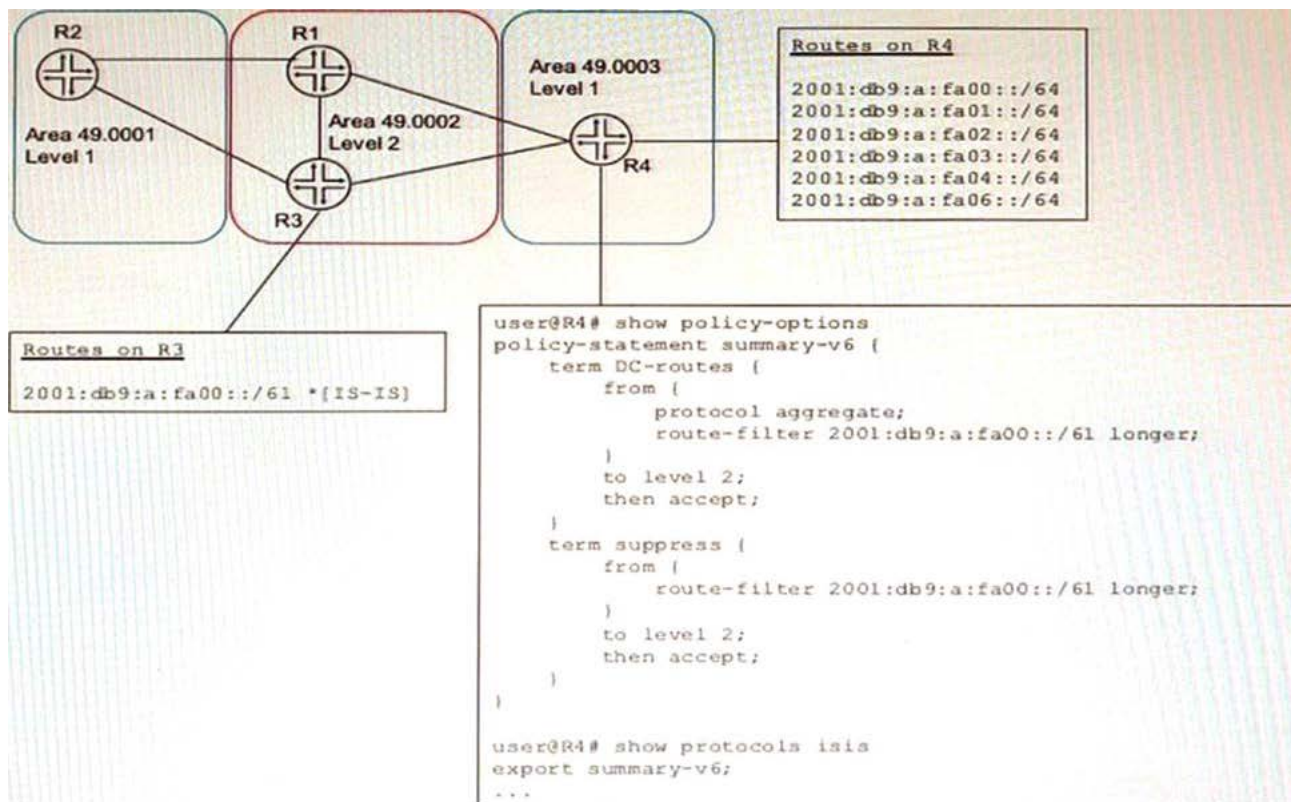 R2
R1
Area 49.0003
Level 1
Area 49.0001
Level 1
Area 49.0002
Level 2
R3
R4
Routes on R4
2001:db9:a:fa00::/64
2001:db9:a:fa01::/64
2001:db9:a:fa02::/64
2001:db9:a:fa03::/64
2001:db9:a:fa04::/64
2001:db9:a:fa06::/64
Routes on R3
2001:db9:a:fa00::/61 *[IS-IS]
user@R4# show policy-options
policy-statement summary-v6 {
term DC-routes {
from {
protocol aggregate;
route-filter 2001:db9:a:fa00::/61 longer;
}
to level 2;
then accept;
}
term suppress {
from {
route-filter 2001:db9:a:fa00::/61 longer;
}
to level 2;
then accept;
}
}
user@R4# show protocols isis
export summary-v6;
...